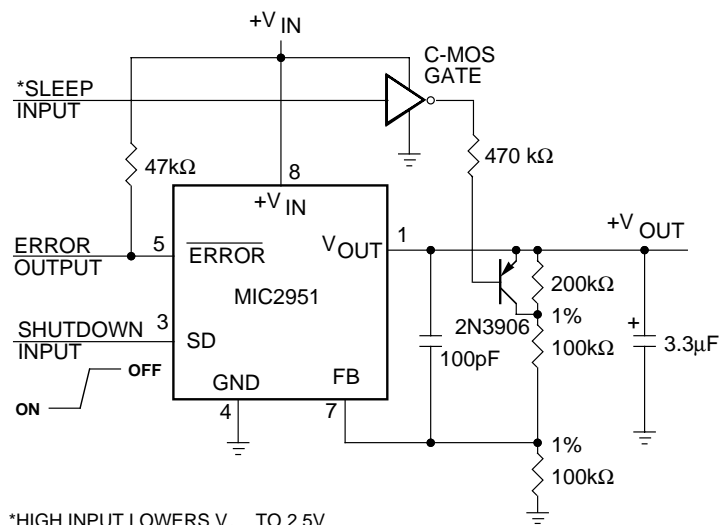 +V IN
C-MOS
GATE
*SLEEP
INPUT
47kΩ
8
470 kΩ
+V IN
1
+V OUT
ERROR
OUTPUT
5
ERROR
V OUT
200kΩ
MIC2951
3
2N3906
1%
SHUTDOWN
INPUT
SD
100pF
100kΩ
+
3.3µF
OFF
GND
FB
ON
4
7
1%
100kΩ
*HIGH INPUT LOWERS V TO 2.5V